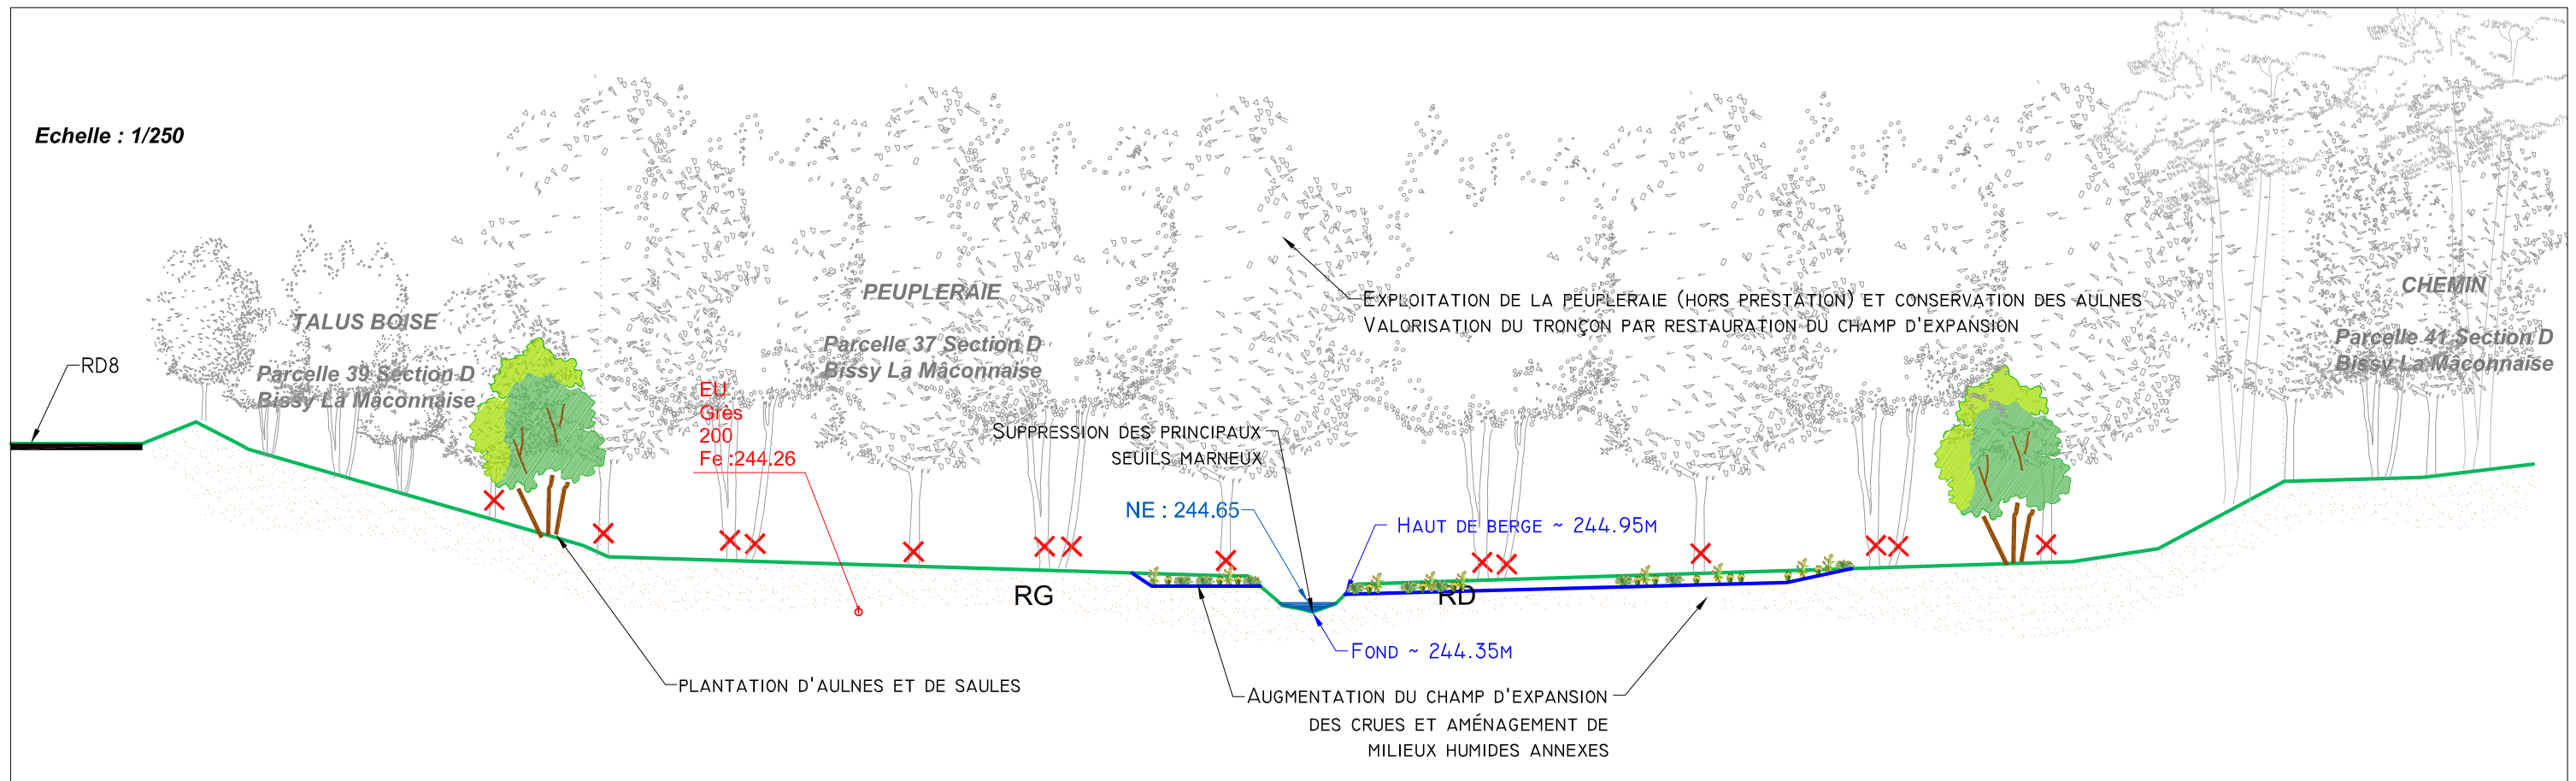 Echelle : 1/250
RD8
TALUS BOISE
Parcelle 39 Section D
Bissy La Mâconnaise
PEUPLERAIE
Parcelle 37 Section D
Bissy La Mâconnaise
EU
Grès
200
Fe :244.26
EXPLOITATION DE LA PEUPLERAIE (HORS PRESTATION) ET CONSERVATION DES AULNES
VALORISATION DU TRONÇON PAR RESTAURATION DU CHAMP D'EXPANSION
CHEMIN
Parcelle 41 Section D
Bissy La Mâconnaise
SUPPRESSION DES PRINCIPAUX
SEUILS MARNEUX
NE : 244.65
HAUT DE BERGE ~ 244.95M
RG
RD
FOND ~ 244.35M
PLANTATION D'AULNES ET DE SAULES
AUGMENTATION DU CHAMP D'EXPANSION
DES CRUES ET AMÉNAGEMENT DE
MILIEUX HUMIDES ANNEXES